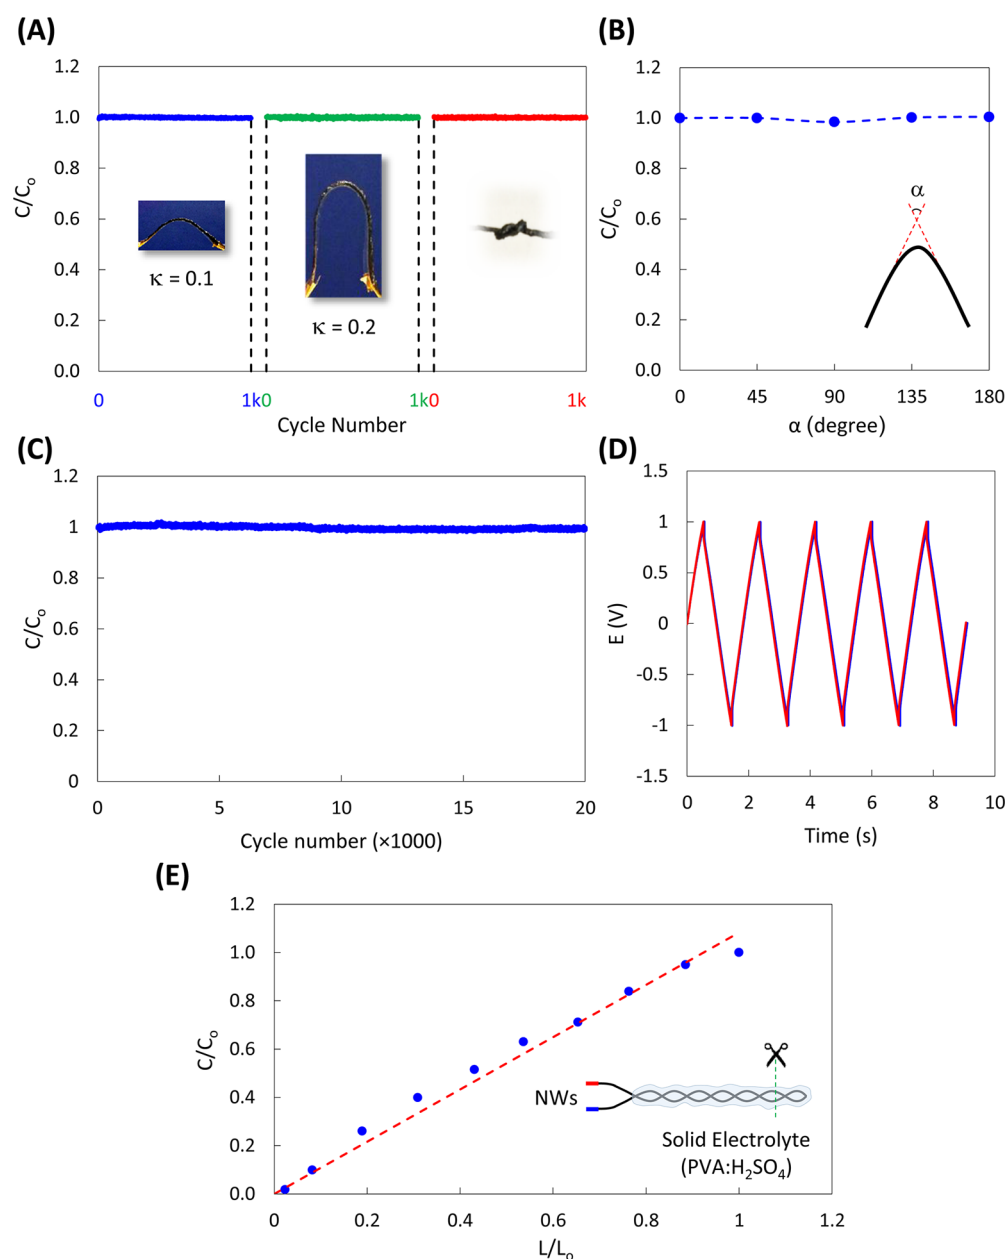 (A)
1.2
1.0
0.8
0.6
0.4
0.2
0.0
C/Cₒ
κ = 0.1
κ = 0.2
0 1k0 1k0 1k
Cycle Number
(B)
1.2
1.0
0.8
0.6
0.4
0.2
0.0
C/Cₒ
α
0 45 90 135 180
α (degree)
(C)
1.2
1
0.8
0.6
0.4
0.2
0
C/Cₒ
0 5 10 15 20
Cycle number (×1000)
(D)
1.5
1
0.5
0
-0.5
-1
-1.5
E (V)
0 2 4 6 8 10
Time (s)
(E)
1.2
1.0
0.8
0.6
0.4
0.2
0.0
C/Cₒ
NWs
Solid Electrolyte
(PVA:H₂SO₄)
0 0.2 0.4 0.6 0.8 1 1.2
L/Lₒ